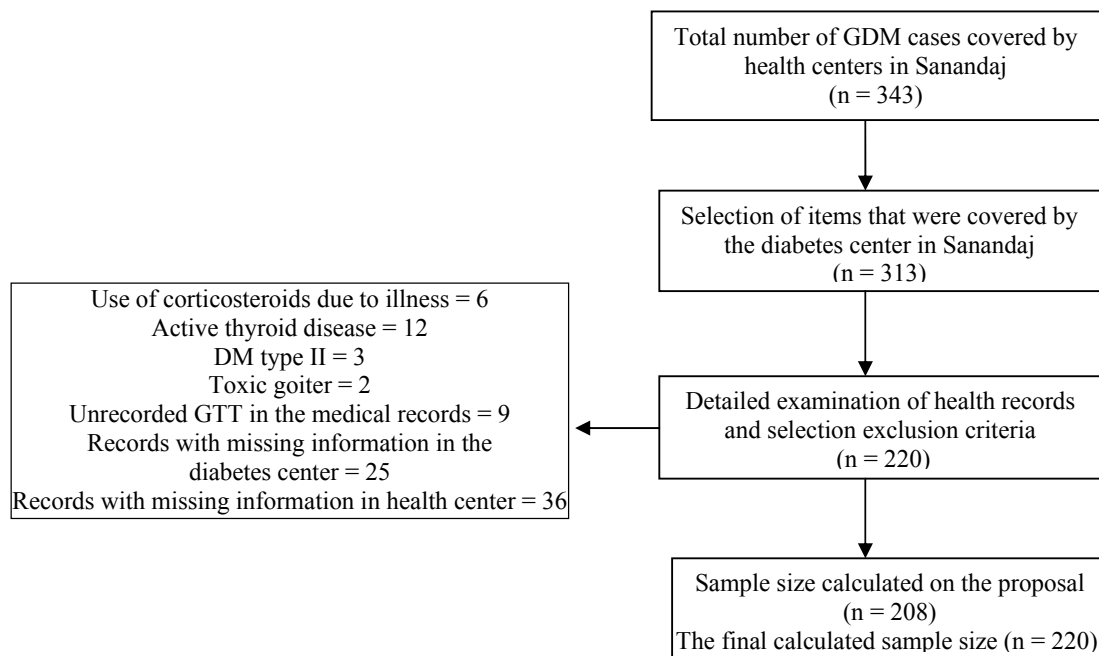 Total number of GDM cases covered by
health centers in Sanandaj
(n = 343)
Selection of items that were covered by
the diabetes center in Sanandaj
(n = 313)
Use of corticosteroids due to illness = 6
Active thyroid disease = 12
DM type II = 3
Toxic goiter = 2
Unrecorded GTT in the medical records = 9
Records with missing information in the
diabetes center = 25
Records with missing information in health center = 36
Detailed examination of health records
and selection exclusion criteria
(n = 220)
Sample size calculated on the proposal
(n = 208)
The final calculated sample size (n = 220)